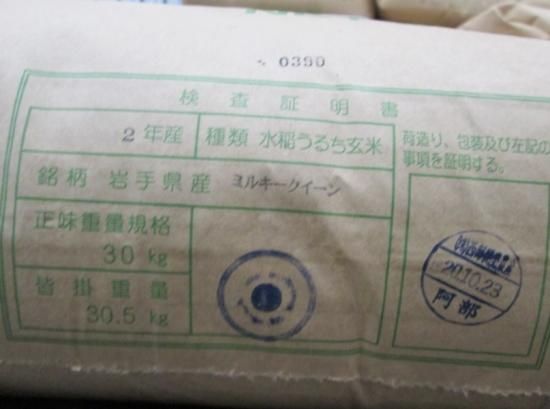 0390
検査証明書
2年産 種類 水稲うるち玄米
銘柄 岩手県産 ミルキークイーン
正味重量規格
30 kg
皆掛重量
30.5 kg
荷造り、包装及び左記の
事項を証明する。
2.10.23
阿部